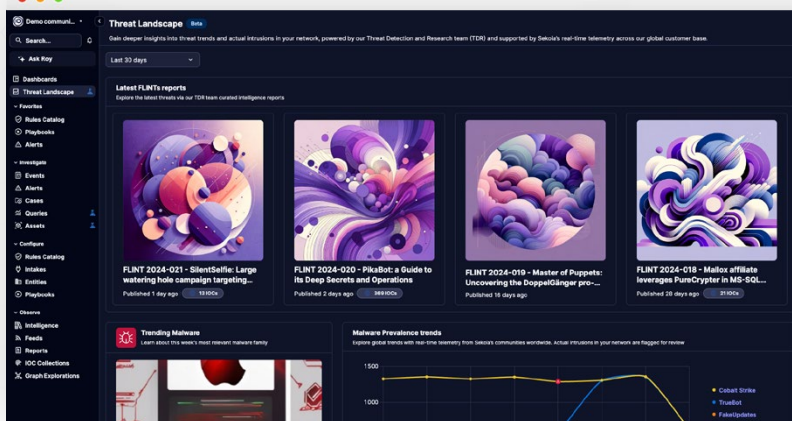 Demo communi...
Search...
Ask Roy
Dashboards
Threat Landscape
Favorites
Rules Catalog
Playbooks
Alerts
Investigate
Events
Alerts
Cases
Queries
Assets
Configure
Rules Catalog
Intakes
Entities
Playbooks
Observe
Intelligence
Feeds
Reports
IOC Collections
Graph Explorations
Threat Landscape Beta
Gain deeper insights into threat trends and actual intrusions in your network, powered by our Threat Detection and Research team (TDR) and supported by Sekoia's real-time telemetry across our global customer base.
Last 30 days
Latest FLINTs reports
Explore the latest threats via our TDR team curated intelligence reports
FLINT 2024-021 - SilentSelfie: Large
watering hole campaign targeting...
Published 1 day ago 13 IOCs
FLINT 2024-020 - PikaBot: a Guide to
its Deep Secrets and Operations
Published 2 days ago 389 IOCs
FLINT 2024-019 - Master of Puppets:
Uncovering the DoppelGänger pro-...
Published 16 days ago
FLINT 2024-018 - Mallox affiliate
leverages PureCrypter in MS-SQL...
Published 28 days ago 21 IOCs
Trending Malware
Learn about this week's most relevant malware family
Malware Prevalence trends
Explore global trends with real-time telemetry from Sekoia's communities worldwide. Actual intrusions in your network are flagged for review
1500
1000
Cobalt Strike
TrueBot
FakeUpdates